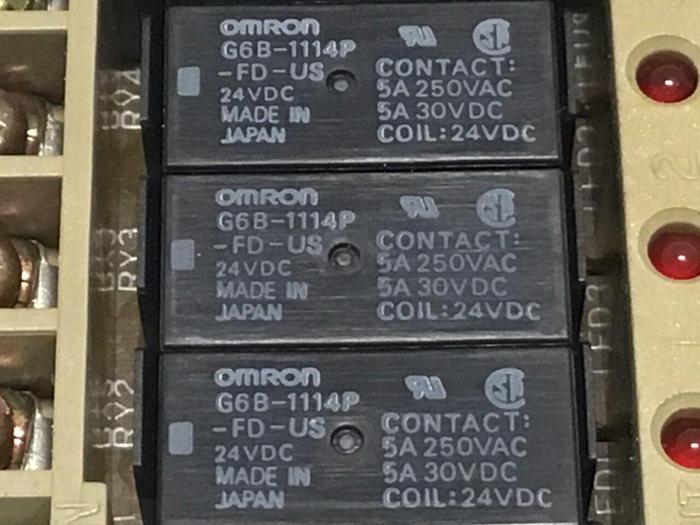 OMRON
G6B-1114P
-FD-US
24VDC
MADE IN
JAPAN
CONTACT:
5A 250VAC
5A 30VDC
COIL:24VDC
RY4
OMRON
G6B-1114P
-FD-US
24VDC
MADE IN
JAPAN
CONTACT:
5A 250VAC
5A 30VDC
COIL:24VDC
RY3
LED3
2
OMRON
G6B-1114P
-FD-US
24VDC
MADE IN
JAPAN
CONTACT:
5A 250VAC
5A 30VDC
COIL:24VDC
RY2